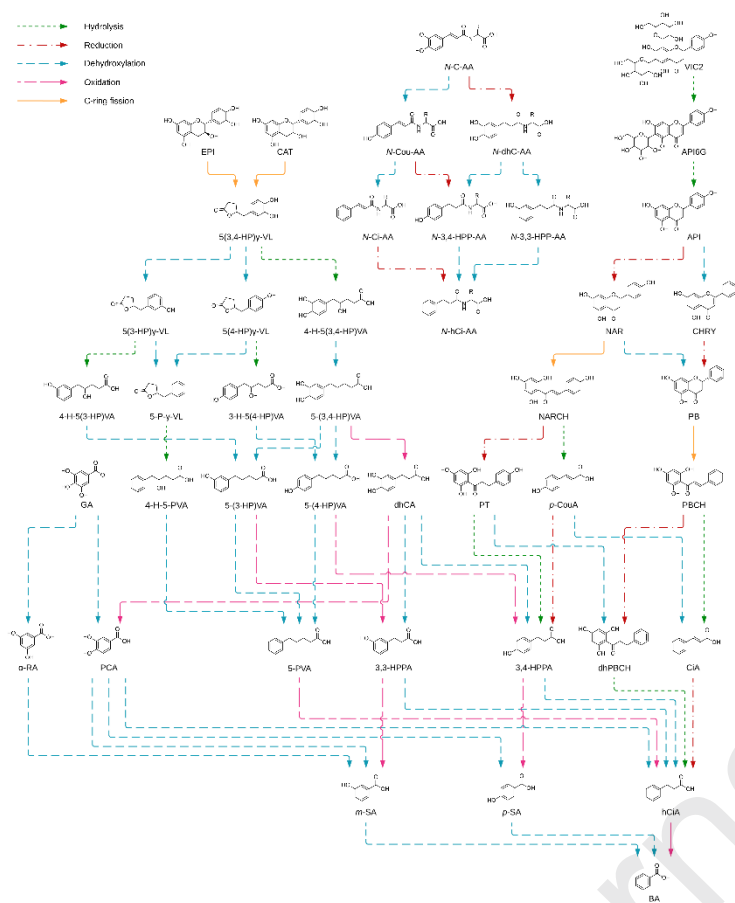 Hydrolysis
Reduction
Dehydroxylation
Oxidation
C-ring fission
N-C-AA
VIC2
EPI
CAT
N-Cou-AA
N-dhC-AA
API6G
5(3,4-HP)γ-VL
N-Ci-AA
N-3,4-HPP-AA
N-3,3-HPP-AA
API
5(3-HP)γ-VL
5(4-HP)γ-VL
4-H-5(3,4-HP)VA
N-hCi-AA
NAR
CHRY
4-H-5(3-HP)VA
5-P-γ-VL
3-H-5(4-HP)VA
5-(3,4-HP)VA
NARCH
PB
GA
4-H-5-PVA
5-(3-HP)VA
5-(4-HP)VA
dhCA
PT
p-CouA
PBCH
α-RA
PCA
5-PVA
3,3-HPPA
3,4-HPPA
dhPBCH
CiA
m-SA
p-SA
hCiA
BA